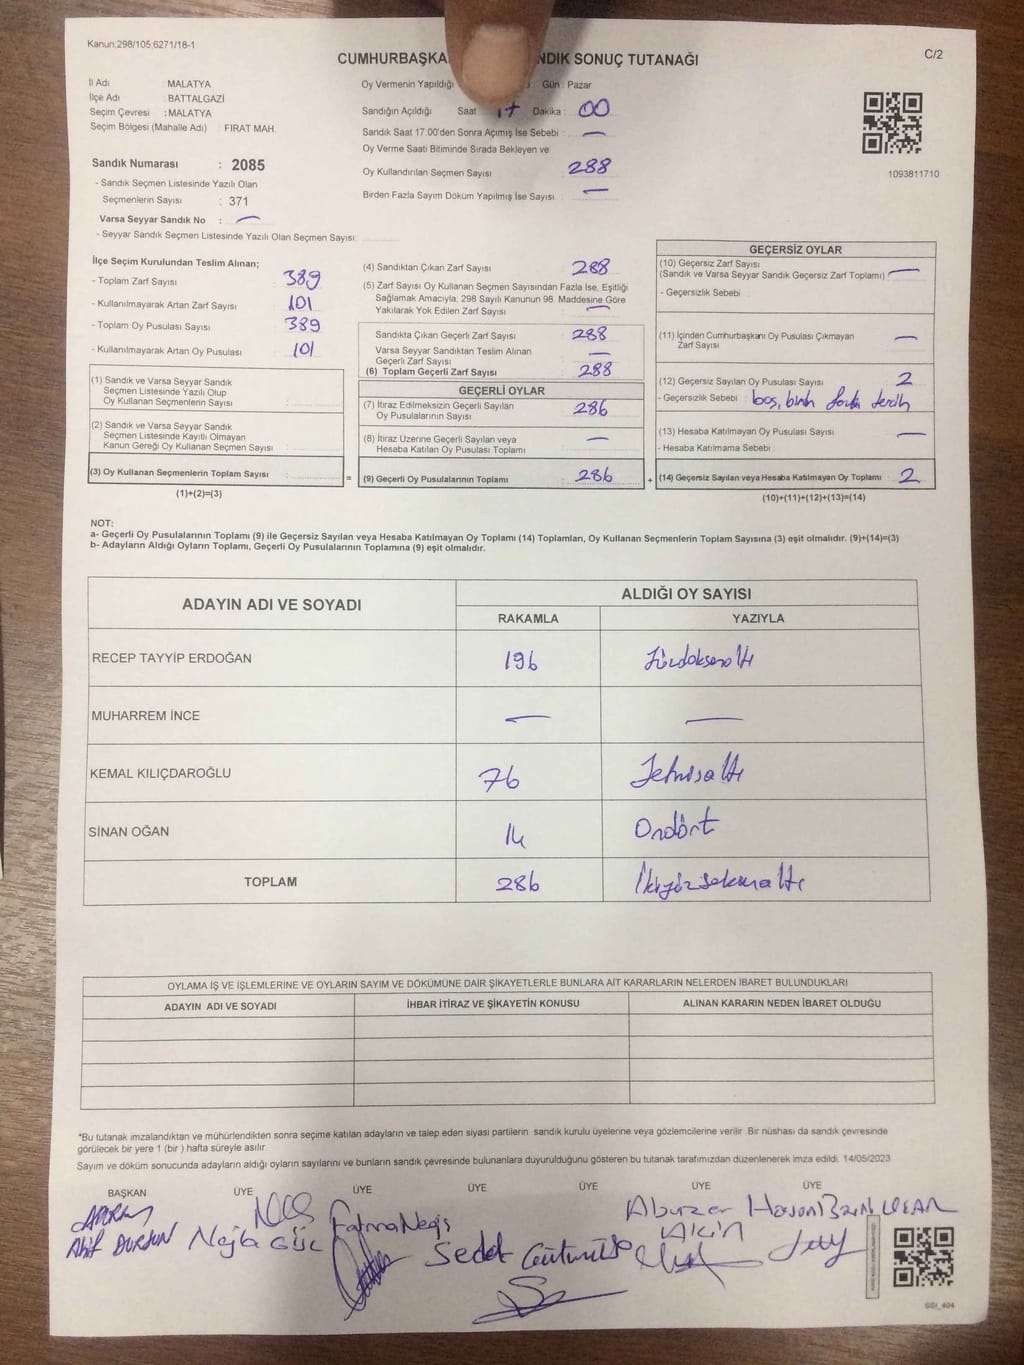 Kanun:298/105;6271/18-1
CUMHURBAŞKA NDIK SONUÇ TUTANAĞI
C/2
İl Adı : MALATYA
İlçe Adı : BATTALGAZİ
Seçim Çevresi : MALATYA
Seçim Bölgesi (Mahalle Adı) FIRAT MAH.
Oy Vermenin Yapıldığı Gün : Pazar
Sandığın Açıldığı Saat 17 Dakika : 00
Sandık Saat 17.00'den Sonra Açımış İse Sebebi : —
Oy Verme Saati Bitiminde Sırada Bekleyen ve
Oy Kullandırılan Seçmen Sayısı 288
Birden Fazla Sayım Döküm Yapılmış İse Sayısı —
1093811710
Sandık Numarası : 2085
- Sandık Seçmen Listesinde Yazılı Olan
Seçmenlerin Sayısı : 371
Varsa Seyyar Sandık No : —
- Seyyar Sandık Seçmen Listesinde Yazılı Olan Seçmen Sayısı:
İlçe Seçim Kurulundan Teslim Alınan;
- Toplam Zarf Sayısı : 389
- Kullanılmayarak Artan Zarf Sayısı : 101
- Toplam Oy Pusulası Sayısı : 389
- Kullanılmayarak Artan Oy Pusulası : 101
(1) Sandık ve Varsa Seyyar Sandık
Seçmen Listesinde Yazılı Olup
Oy Kullanan Seçmenlerin Sayısı :
(2) Sandık ve Varsa Seyyar Sandık
Seçmen Listesinde Kayıtlı Olmayan
Kanun Gereği Oy Kullanan Seçmen Sayısı :
(3) Oy Kullanan Seçmenlerin Toplam Sayısı :
(1)+(2)=(3)
(4) Sandıktan Çıkan Zarf Sayısı : 288
(5) Zarf Sayısı Oy Kullanan Seçmen Sayısından Fazla İse, Eşitliği
Sağlamak Amacıyla, 298 Sayılı Kanunun 98. Maddesine Göre
Yakılarak Yok Edilen Zarf Sayısı : —
Sandıkta Çıkan Geçerli Zarf Sayısı : 288
Varsa Seyyar Sandıktan Teslim Alınan
Geçerli Zarf Sayısı : —
(6) Toplam Geçerli Zarf Sayısı : 288
GEÇERLİ OYLAR
(7) İtiraz Edilmeksizin Geçerli Sayılan
Oy Pusulalarının Sayısı : 286
(8) İtiraz Üzerine Geçerli Sayılan veya
Hesaba Katılan Oy Pusulası Toplamı : —
= (9) Geçerli Oy Pusulalarının Toplamı : 286
GEÇERSİZ OYLAR
(10) Geçersiz Zarf Sayısı
(Sandık ve Varsa Seyyar Sandık Geçersiz Zarf Toplamı) : —
- Geçersizlik Sebebi :
(11) İçinden Cumhurbaşkanı Oy Pusulası Çıkmayan
Zarf Sayısı : —
(12) Geçersiz Sayılan Oy Pusulası Sayısı : 2
- Geçersizlik Sebebi : boş,
(13) Hesaba Katılmayan Oy Pusulası Sayısı : —
- Hesaba Katılmama Sebebi :
+ (14) Geçersiz Sayılan veya Hesaba Katılmayan Oy Toplamı : 2
(10)+(11)+(12)+(13)=(14)
NOT:
a- Geçerli Oy Pusulalarının Toplamı (9) ile Geçersiz Sayılan veya Hesaba Katılmayan Oy Toplamı (14) Toplamları, Oy Kullanan Seçmenlerin Toplam Sayısına (3) eşit olmalıdır. (9)+(14)=(3)
b- Adayların Aldığı Oyların Toplamı, Geçerli Oy Pusulalarının Toplamına (9) eşit olmalıdır.
ADAYIN ADI VE SOYADI
ALDIĞI OY SAYISI
RAKAMLA YAZIYLA
RECEP TAYYİP ERDOĞAN 196 Yüzdoksanaltı
MUHARREM İNCE — —
KEMAL KILIÇDAROĞLU 76 Yetmişaltı
SİNAN OĞAN 14 Ondört
TOPLAM 286 İkiyüzseksenaltı
OYLAMA İŞ VE İŞLEMLERİNE VE OYLARIN SAYIM VE DÖKÜMÜNE DAİR ŞİKAYETLERLE BUNLARA AİT KARARLARIN NELERDEN İBARET BULUNDUKLARI
ADAYIN ADI VE SOYADI İHBAR İTİRAZ VE ŞİKAYETİN KONUSU ALINAN KARARIN NEDEN İBARET OLDUĞU
*Bu tutanak imzalandıktan ve mühürlendikten sonra seçime katılan adayların ve talep eden siyasi partilerin sandık kurulu üyelerine veya gözlemcilerine verilir. Bir nüshası da sandık çevresinde
görülecek bir yere 1 (bir ) hafta süreyle asılır.
Sayım ve döküm sonucunda adayların aldığı oyların sayılarını ve bunların sandık çevresinde bulunanlara duyurulduğunu gösteren bu tutanak tarafımızdan düzenlenerek imza edildi. 14/05/2023
BAŞKAN ÜYE ÜYE ÜYE ÜYE ÜYE ÜYE
Akif DURSUN Necla GÜÇ Fatma Sedat Abuzer AKIN Hasan
SGI_404